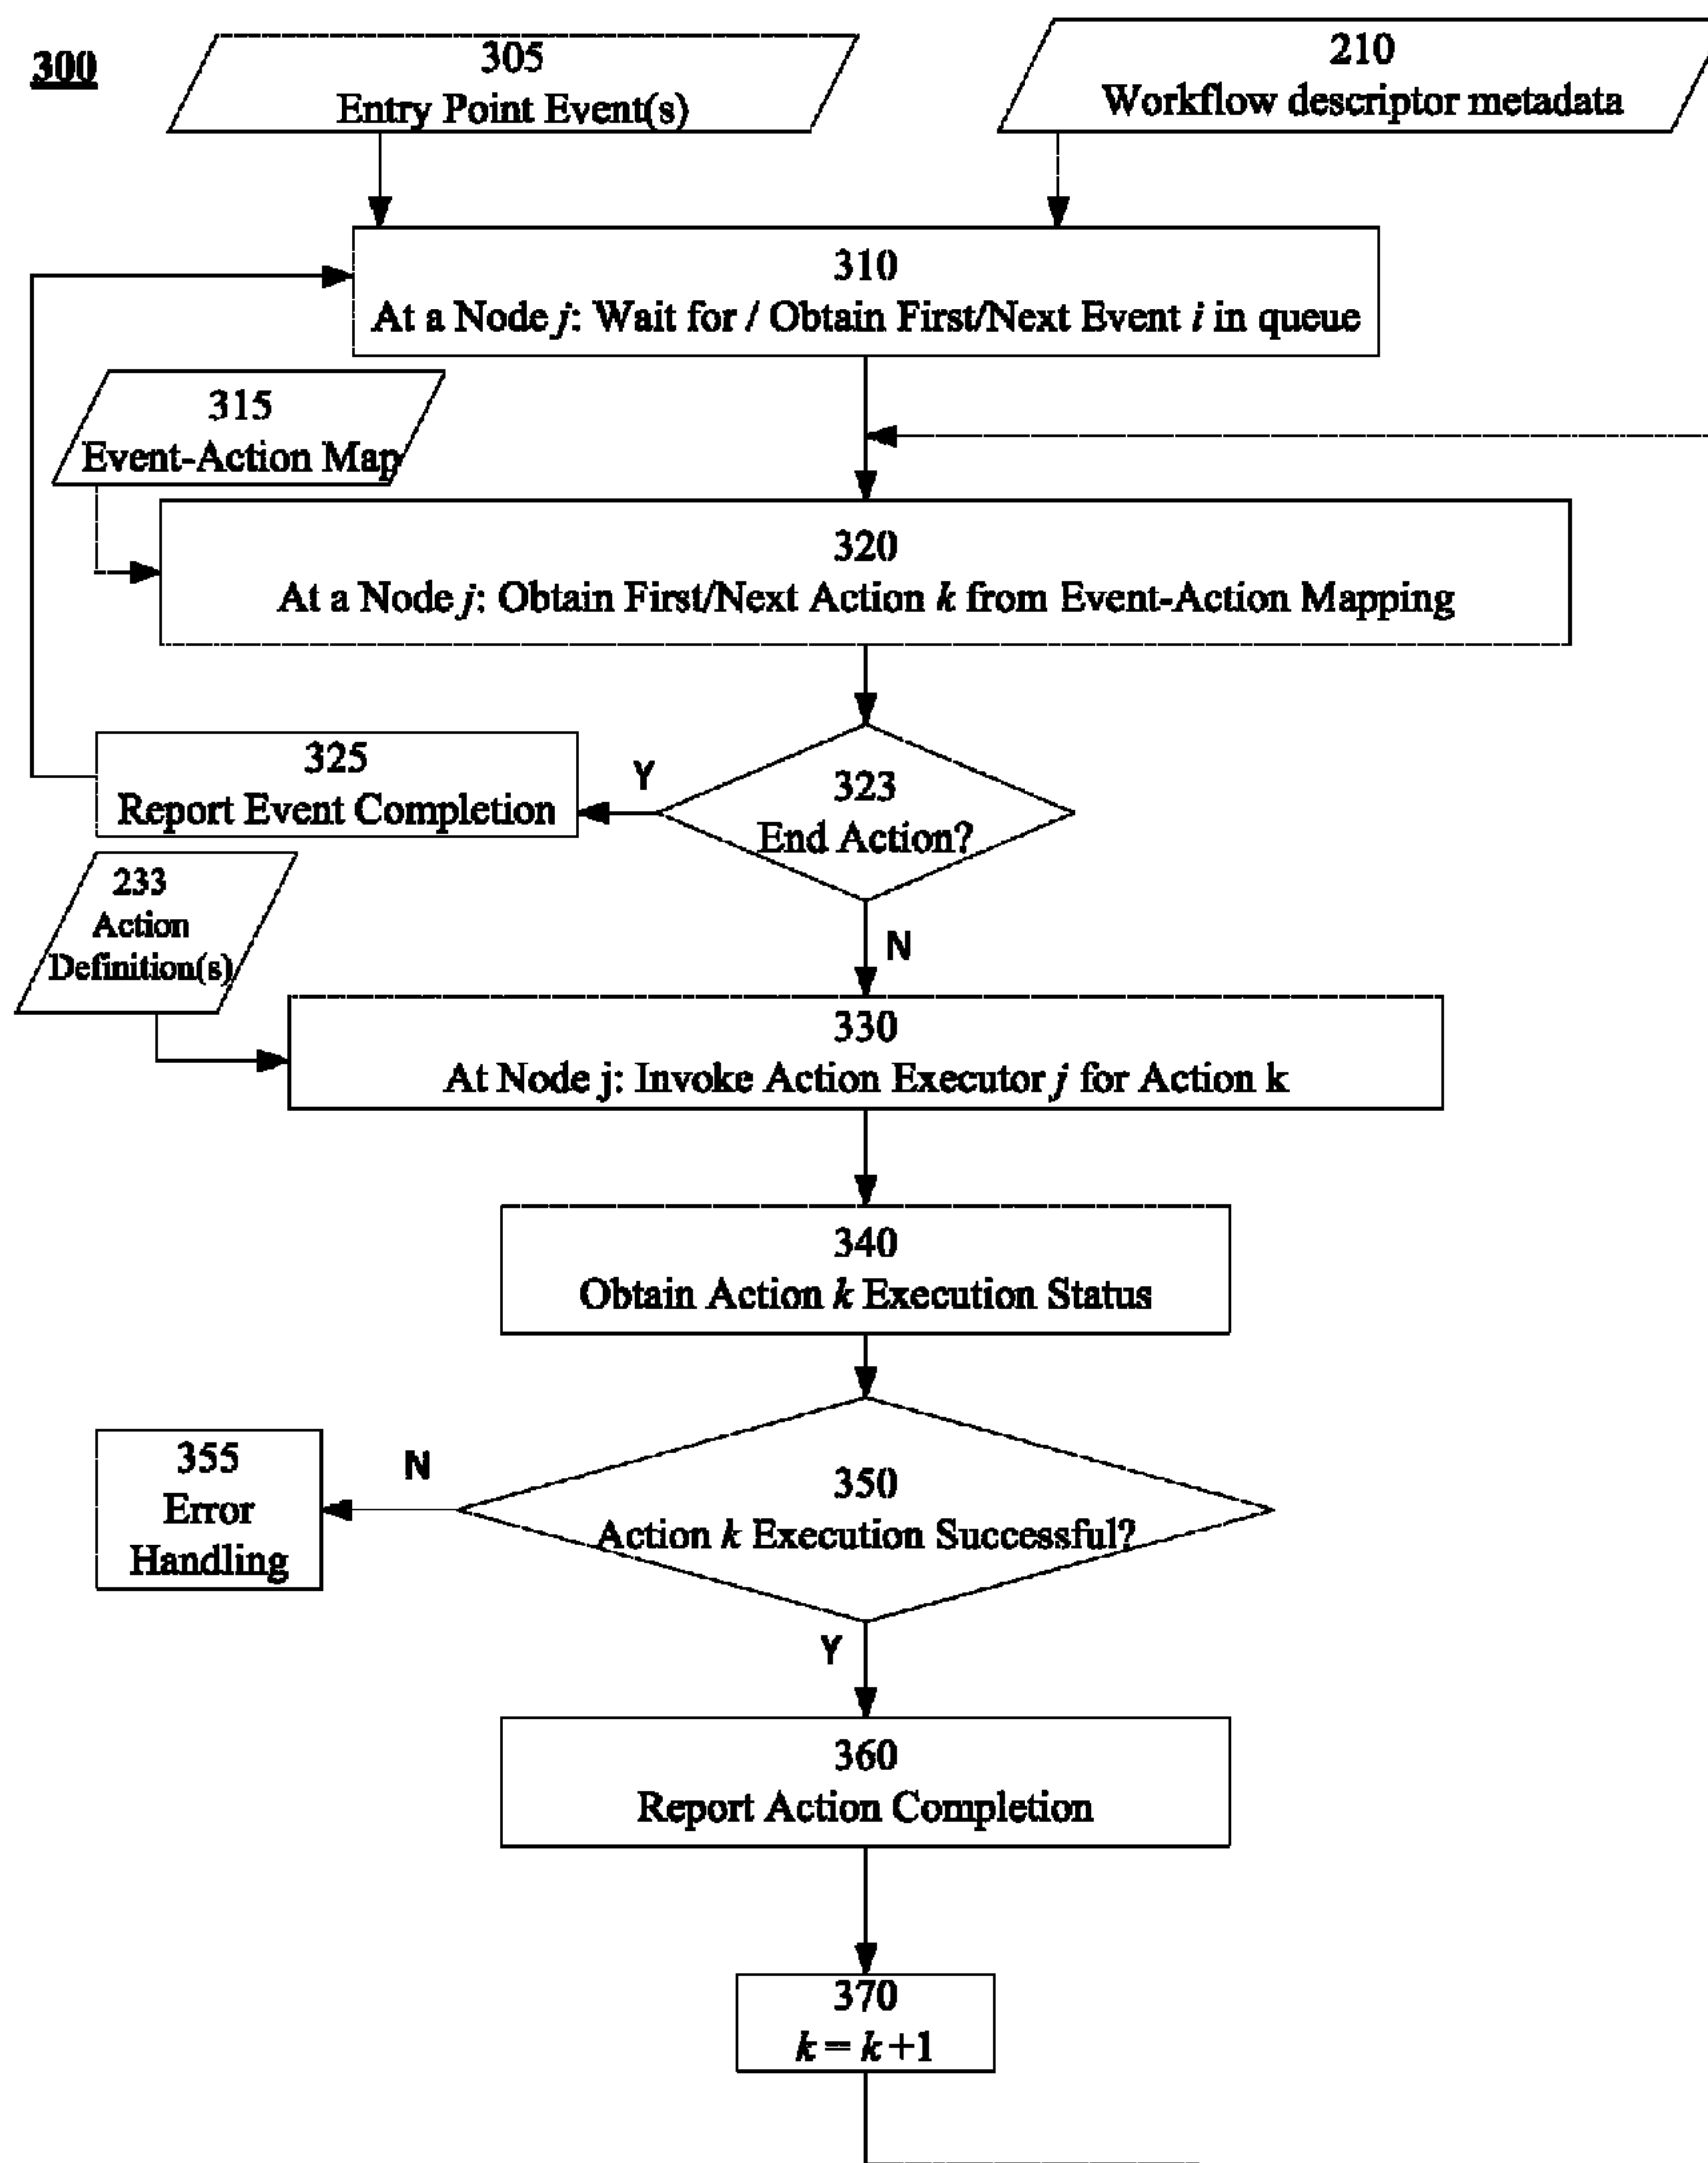 300
305
Entry Point Event(s)
210
Workflow descriptor metadata
310
At a Node j: Wait for / Obtain First/Next Event i in queue
315
Event-Action Map
320
At a Node j: Obtain First/Next Action k from Event-Action Mapping
325
Report Event Completion
Y
323
End Action?
N
233
Action
Definition(s)
330
At Node j: Invoke Action Executor j for Action k
340
Obtain Action k Execution Status
355
Error
Handling
N
350
Action k Execution Successful?
Y
360
Report Action Completion
370
k = k +1